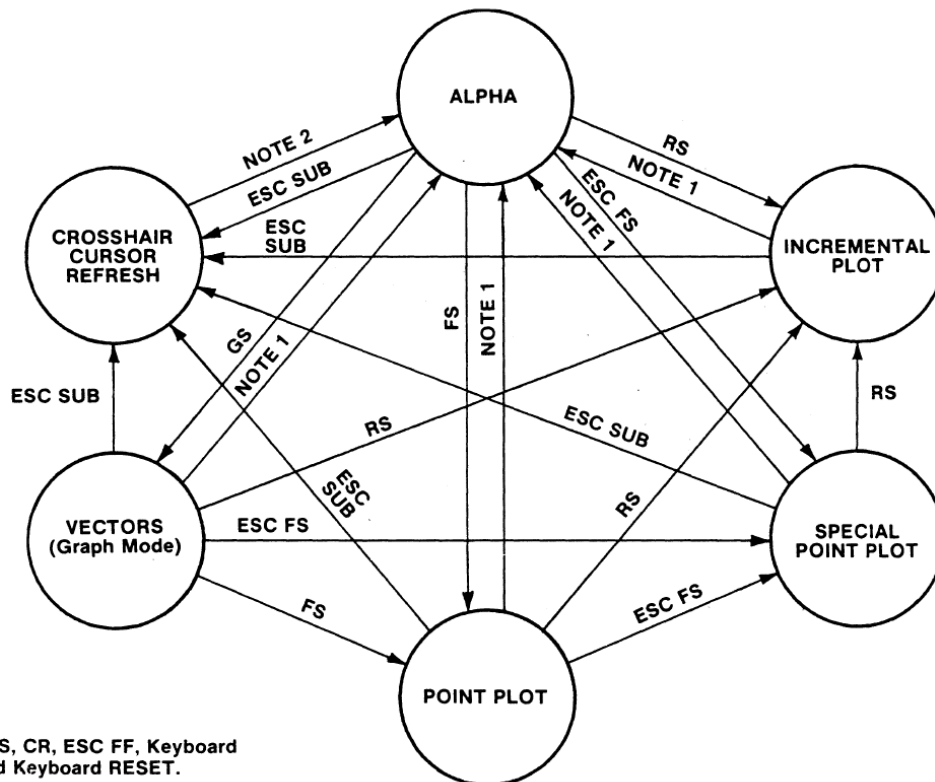 ALPHA
RS
NOTE 2
NOTE 1
ESC SUB
ESC FS
ESC
SUB
NOTE 1
CROSSHAIR
CURSOR
REFRESH
INCREMENTAL
PLOT
FS
NOTE 1
GS
NOTE 1
ESC SUB
RS
ESC SUB
RS
ESC
SUB
RS
VECTORS
(Graph Mode)
ESC FS
SPECIAL
POINT PLOT
FS
ESC FS
POINT PLOT
S, CR, ESC FF, Keyboard
d Keyboard RESET.